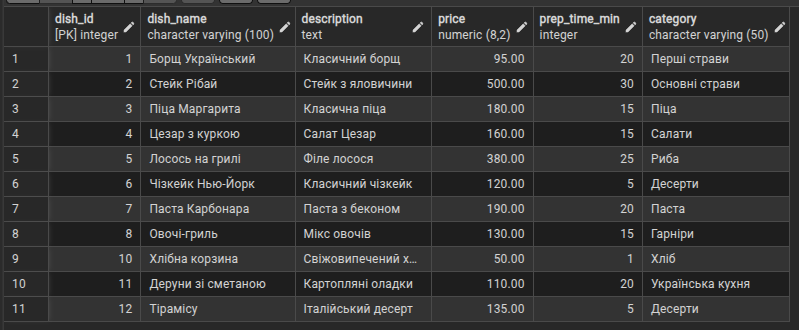 dish_id dish_name description price prep_time_min category
[PK] integer character varying (100) text numeric (8,2) integer character varying (50)
1 1 Борщ Український Класичний борщ 95.00 20 Перші страви
2 2 Стейк Рібай Стейк з яловичини 500.00 30 Основні страви
3 3 Піца Маргарита Класична піца 180.00 15 Піца
4 4 Цезар з куркою Салат Цезар 160.00 15 Салати
5 5 Лосось на грилі Філе лосося 380.00 25 Риба
6 6 Чізкейк Нью-Йорк Класичний чізкейк 120.00 5 Десерти
7 7 Паста Карбонара Паста з беконом 190.00 20 Паста
8 8 Овочі-гриль Мікс овочів 130.00 15 Гарніри
9 10 Хлібна корзина Свіжовипечений х... 50.00 1 Хліб
10 11 Деруни зі сметаною Картопляні оладки 110.00 20 Українська кухня
11 12 Тірамісу Італійський десерт 135.00 5 Десерти